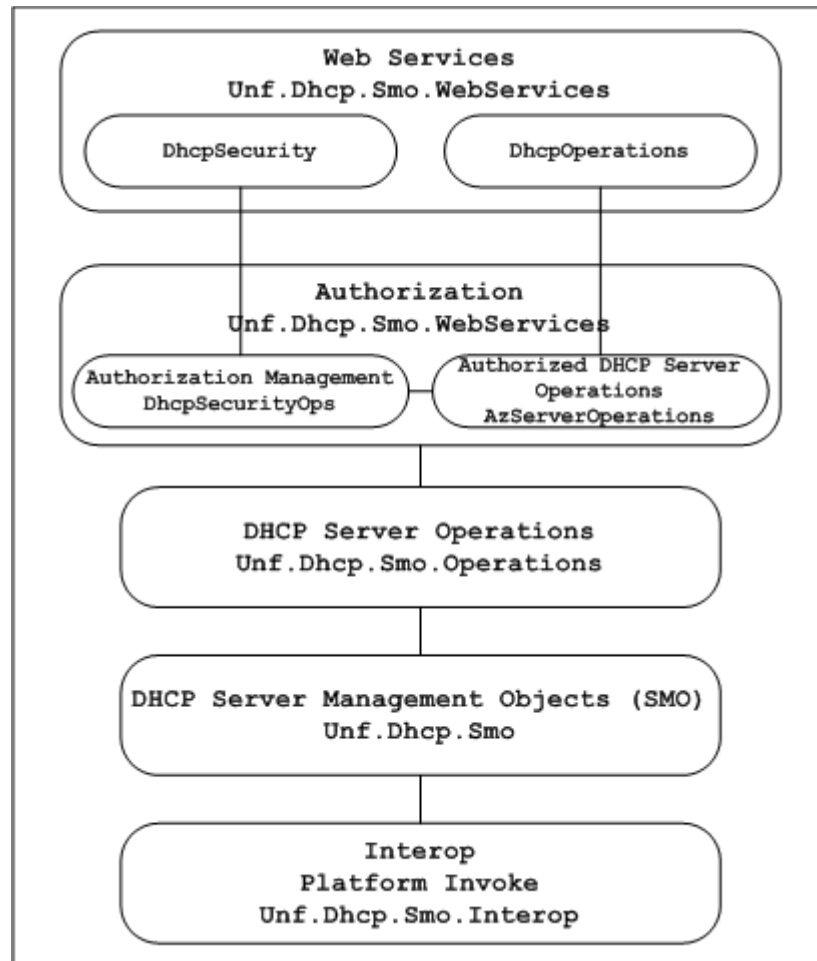 Web Services
Unf.Dhcp.Smo.WebServices
DhcpSecurity
DhcpOperations
Authorization
Unf.Dhcp.Smo.WebServices
Authorization Management
DhcpSecurityOps
Authorized DHCP Server
Operations
AzServerOperations
DHCP Server Operations
Unf.Dhcp.Smo.Operations
DHCP Server Management Objects (SMO)
Unf.Dhcp.Smo
Interop
Platform Invoke
Unf.Dhcp.Smo.Interop